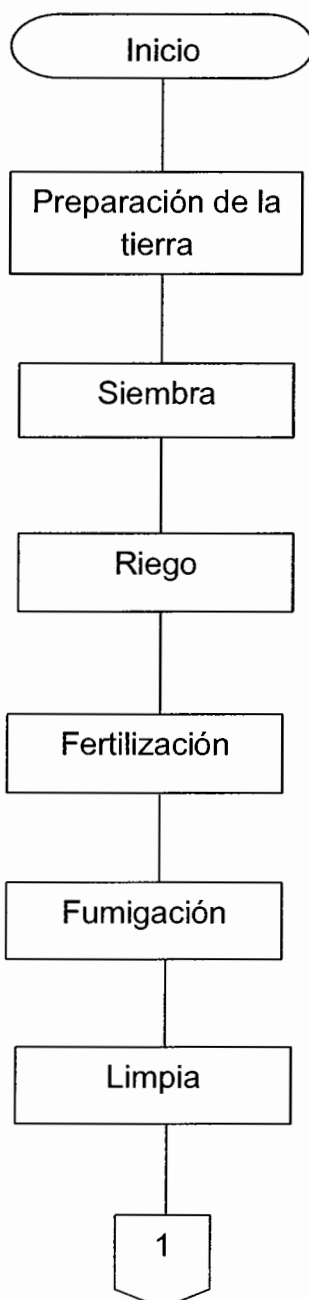 Inicio
Preparación de la
tierra
Siembra
Riego
Fertilización
Fumigación
Limpia
1